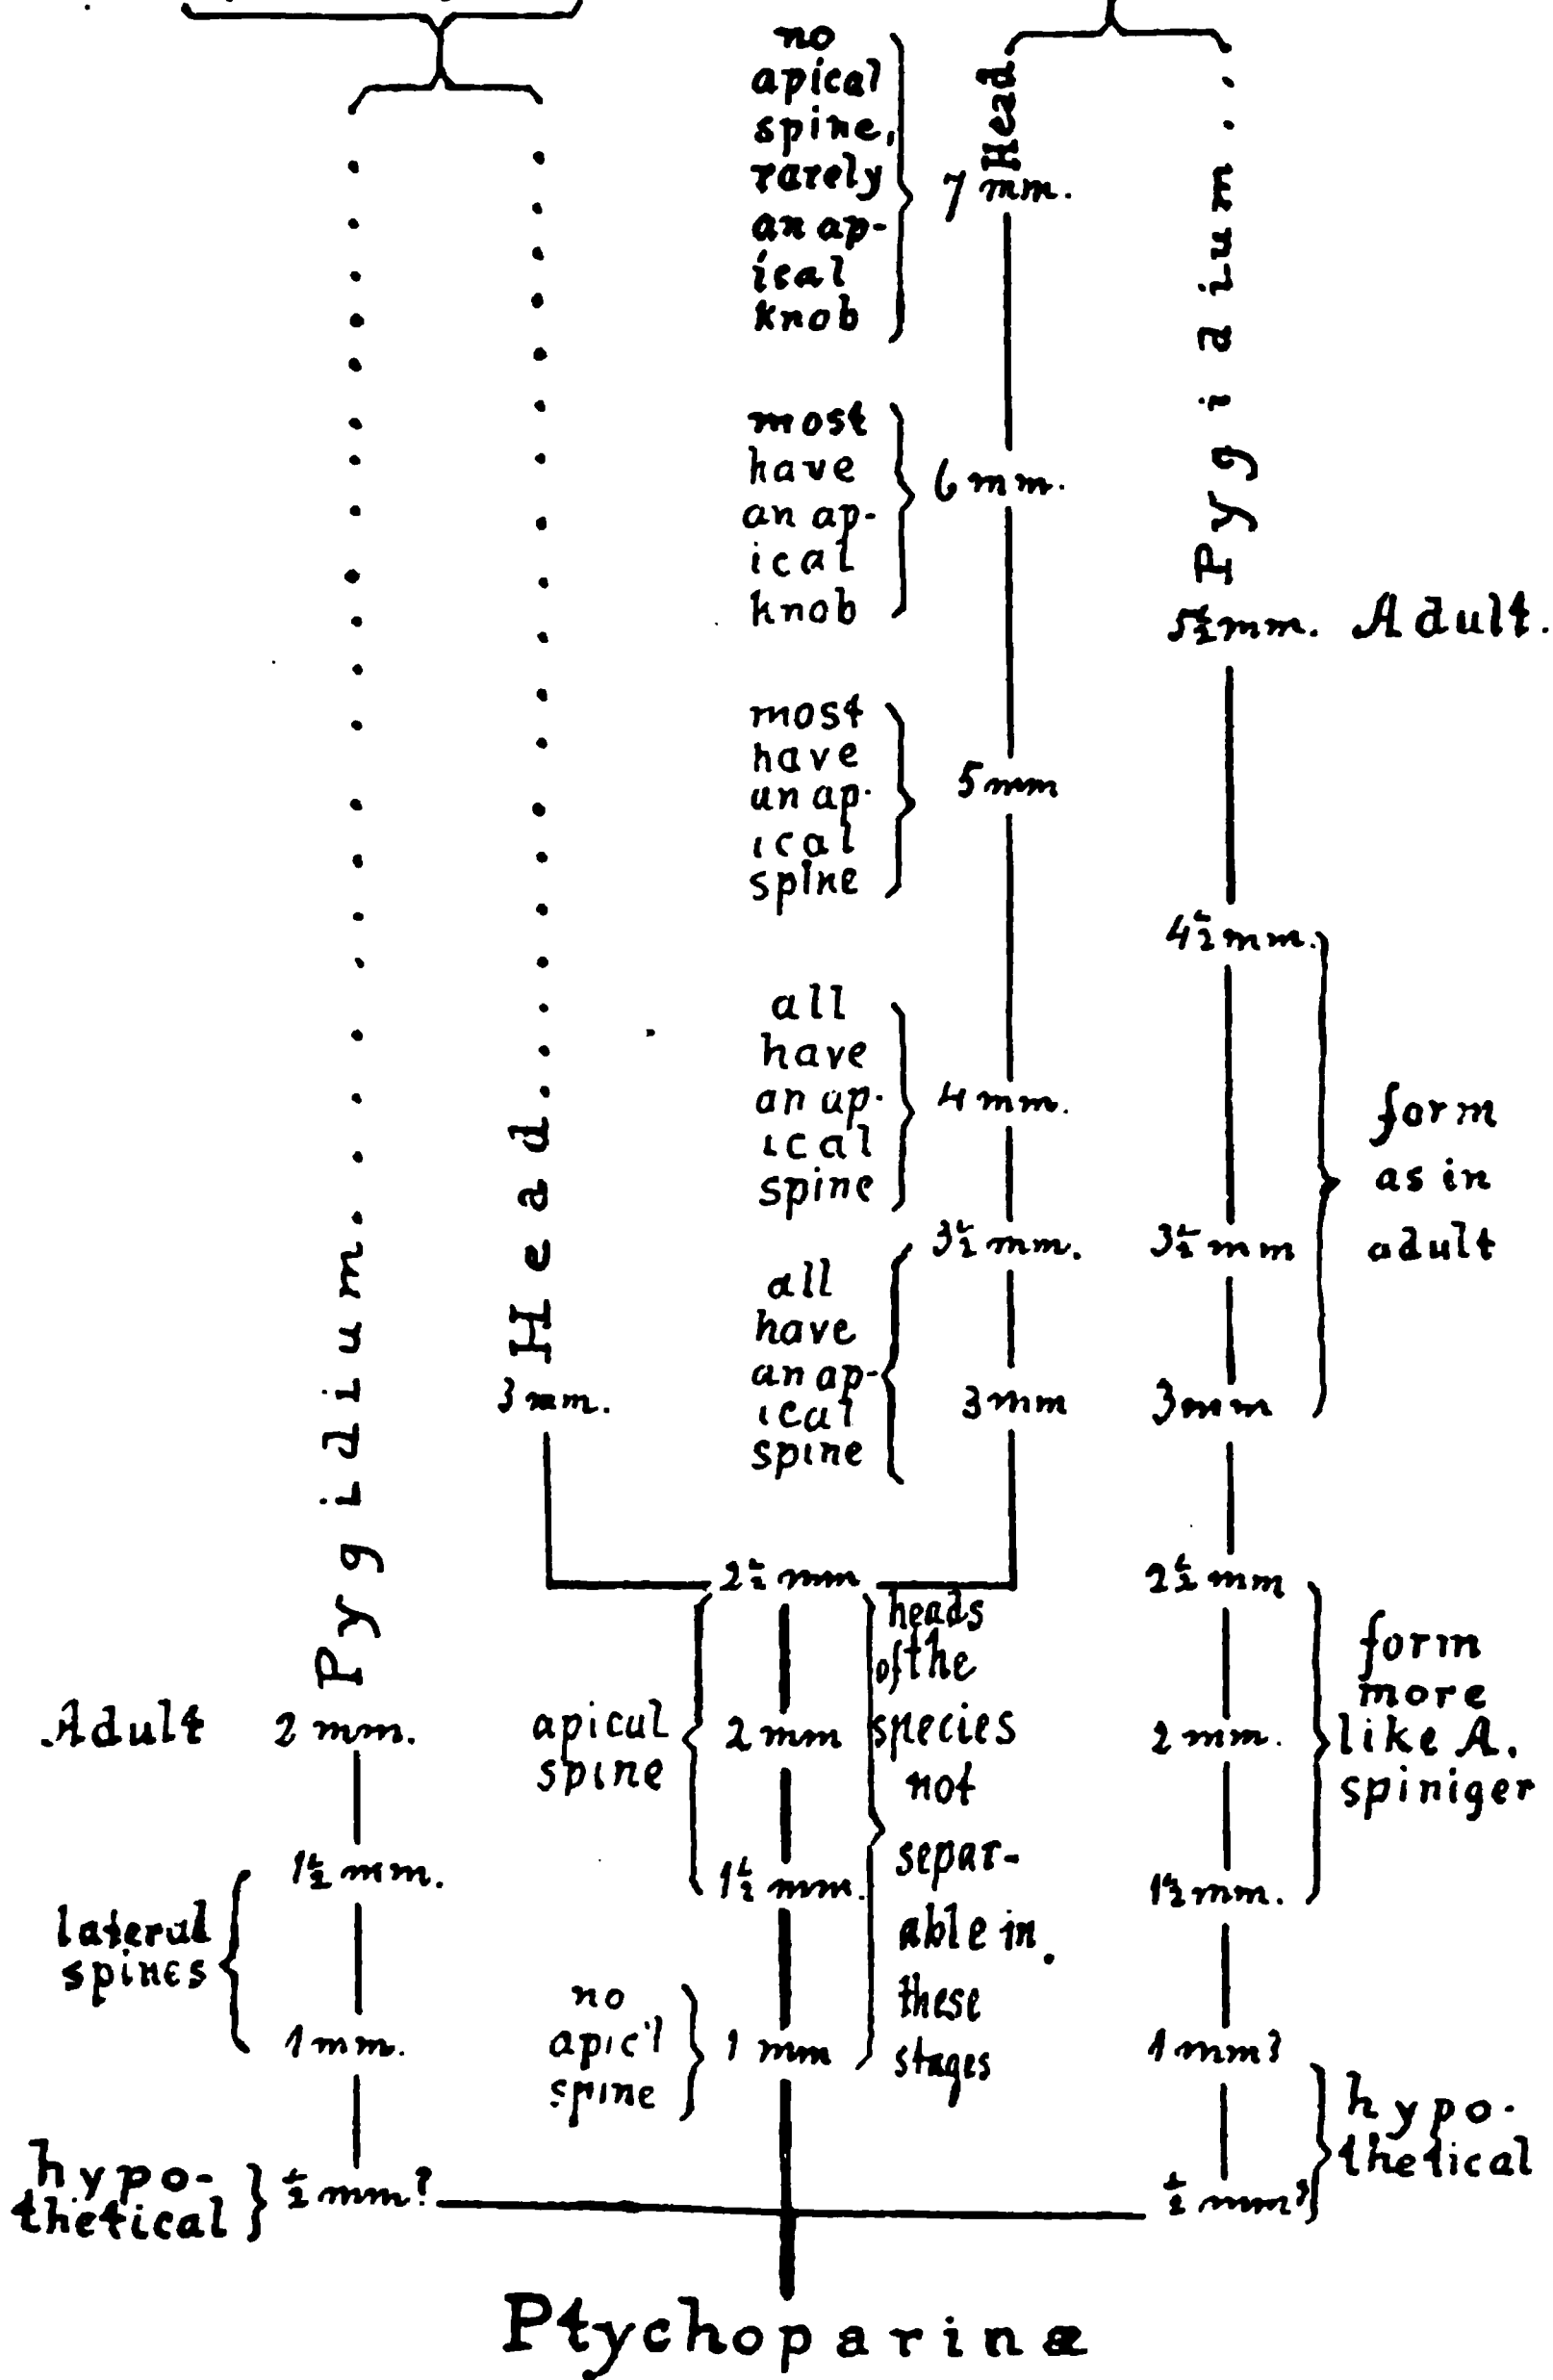 no
apical
spine,
rarely
an ap-
ical
knob
7 mm.
Head
Pygidium
most
have
an ap-
ical
knob
6 mm.
5½ mm. Adult.
most
have
an ap-
ical
spine
5 mm
4½ mm.
all
have
an ap-
ical
spine
4 mm.
form
as in
adult
3½ mm.
3½ mm
all
have
an ap-
ical
spine
3 mm
3 mm
Pygidium.
Head.
3 mm.
2½ mm
heads
of the
species
not
separ-
able in
these
stages
2½ mm
form
more
like A.
spiniger
Adult
2 mm.
apical
spine
2 mm
2 mm.
1½ mm.
1½ mm.
1½ mm.
lateral
spines
no
apic'l
spine
1 mm.
1 mm
1 mm?
hypo-
thetical
½ mm?
½ mm?
hypo-
thetical
Ptychoparinæ